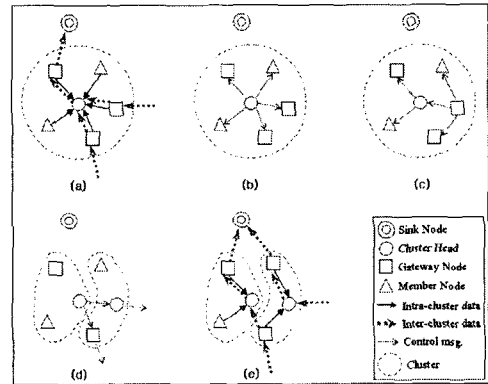 (a)
(b)
(c)
(d)
(e)
Sink Node
Cluster Head
Gateway Node
Member Node
Intra-cluster data
Inter-cluster data
Control msg.
Cluster